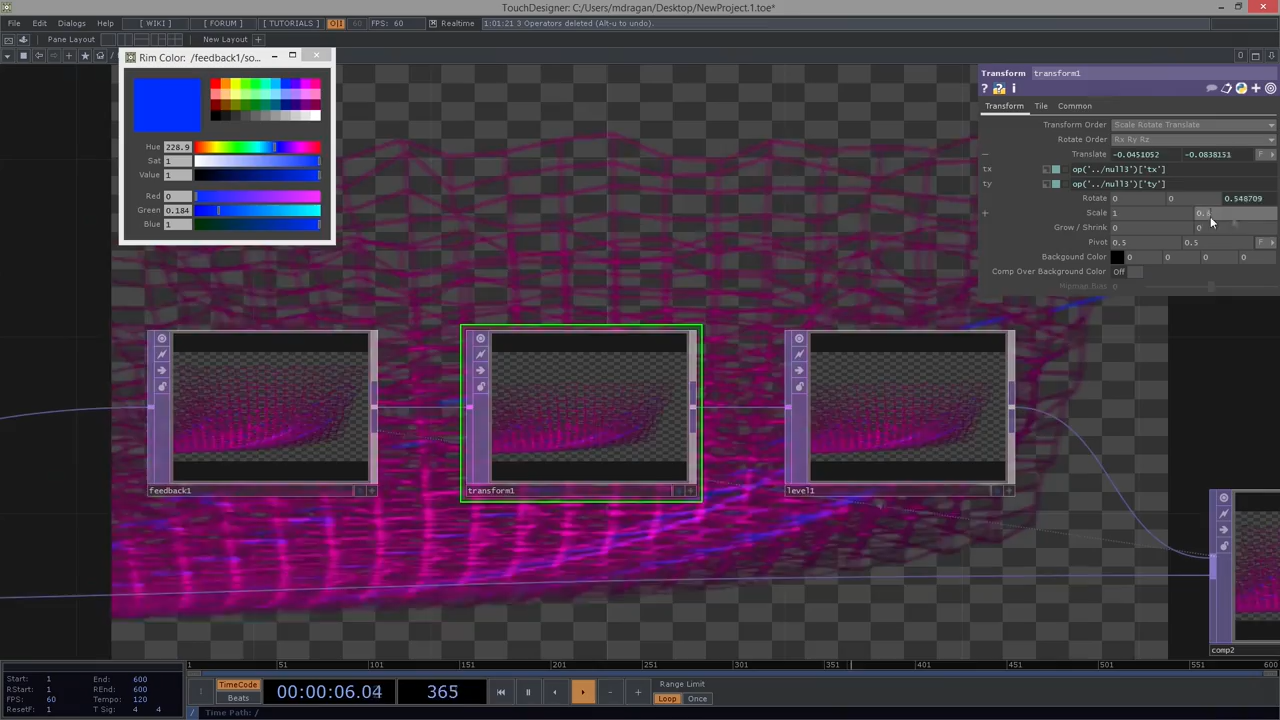 TouchDesigner: C:/Users/mdragan/Desktop/NewProject.1.toe*
File Edit Dialogs [ WIKI ] [ FORUM ] [ TUTORIALS ] O|1 FPS: 60 Realtime 1:01:21 3 Operators deleted (Alt-u to undo).
Pane Layout New Layout +
Rim Color: /feedback1/so...
Hue 228.9
Sat 1
Value 1
Red 0
Green 0.184
Blue 1
Transform transform1
Transform Tile Common
Transform Order Scale Rotate Translate
Rotate Order Rx Ry Rz
Translate -0.0451052 -0.0838151 F
tx op('../null3')['tx']
ty op('../null3')['ty']
Rotate 0 0 0.548709
Scale 1
Grow / Shrink 0 0
Pivot 0.5 0.5 F
Background Color 0 0 0 0
Comp Over Background Color Off
Mipmap Bias 0
feedback1
transform1
level1
comp2
1 51 101 151 201 251 301 351 401 451 501 551 600
Start: 1 End: 600
RStart: 1 REnd: 600
FPS: 60 Tempo: 120
ResetF: 1 T Sig: 4 4
TimeCode
Beats
00:00:06.04
365
Range Limit
Loop Once
/ Time Path: /